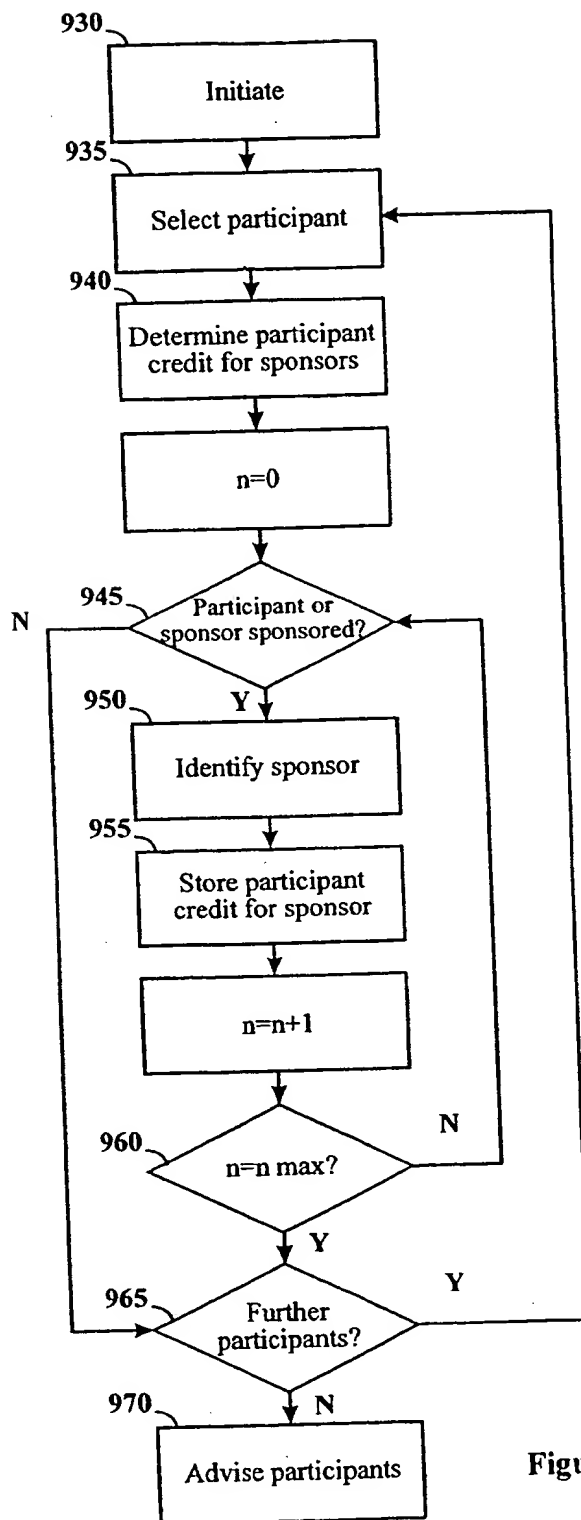 930
Initiate
935
Select participant
940
Determine participant
credit for sponsors
n=0
945
N
Participant or
sponsor sponsored?
Y
950
Identify sponsor
955
Store participant
credit for sponsor
n=n+1
960
N
n=n max?
Y
965
Y
Further
participants?
N
970
Advise participants